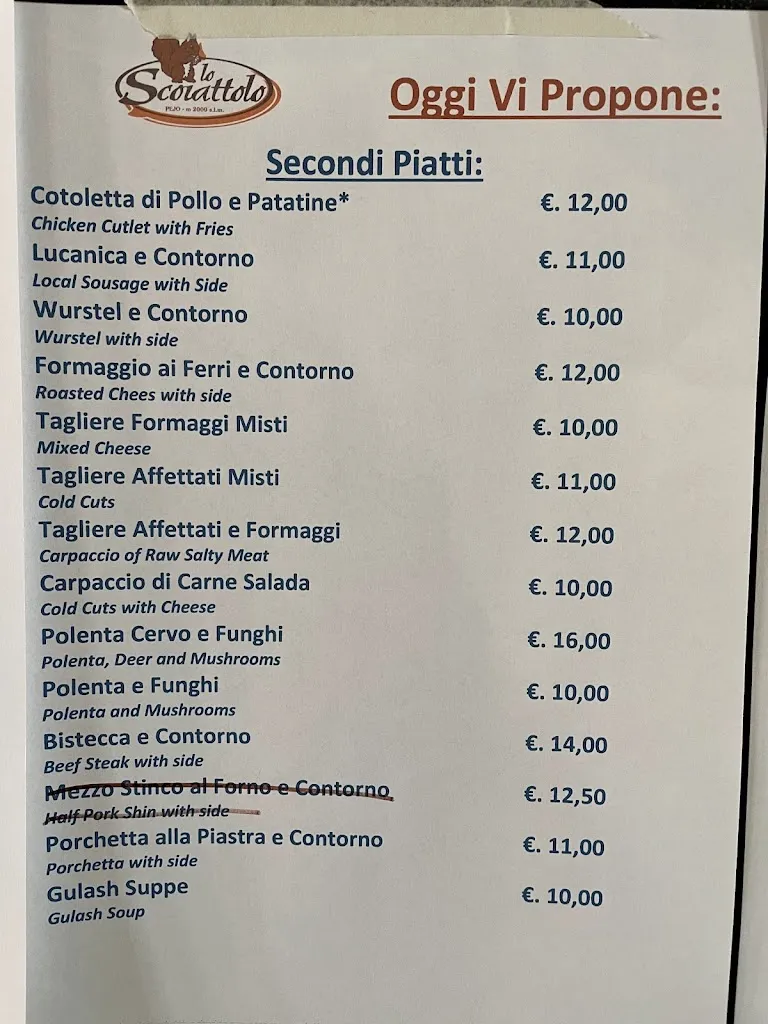 lo
Scoiattolo
PEJO - m 2000 s.l.m.
Oggi Vi Propone:
Secondi Piatti:
Cotoletta di Pollo e Patatine* €. 12,00
Chicken Cutlet with Fries
Lucanica e Contorno €. 11,00
Local Sousage with Side
Wurstel e Contorno €. 10,00
Wurstel with side
Formaggio ai Ferri e Contorno €. 12,00
Roasted Chees with side
Tagliere Formaggi Misti €. 10,00
Mixed Cheese
Tagliere Affettati Misti €. 11,00
Cold Cuts
Tagliere Affettati e Formaggi €. 12,00
Carpaccio of Raw Salty Meat
Carpaccio di Carne Salada €. 10,00
Cold Cuts with Cheese
Polenta Cervo e Funghi €. 16,00
Polenta, Deer and Mushrooms
Polenta e Funghi €. 10,00
Polenta and Mushrooms
Bistecca e Contorno €. 14,00
Beef Steak with side
Mezzo Stinco al Forno e Contorno €. 12,50
Half Pork Shin with side
Porchetta alla Piastra e Contorno €. 11,00
Porchetta with side
Gulash Suppe €. 10,00
Gulash Soup